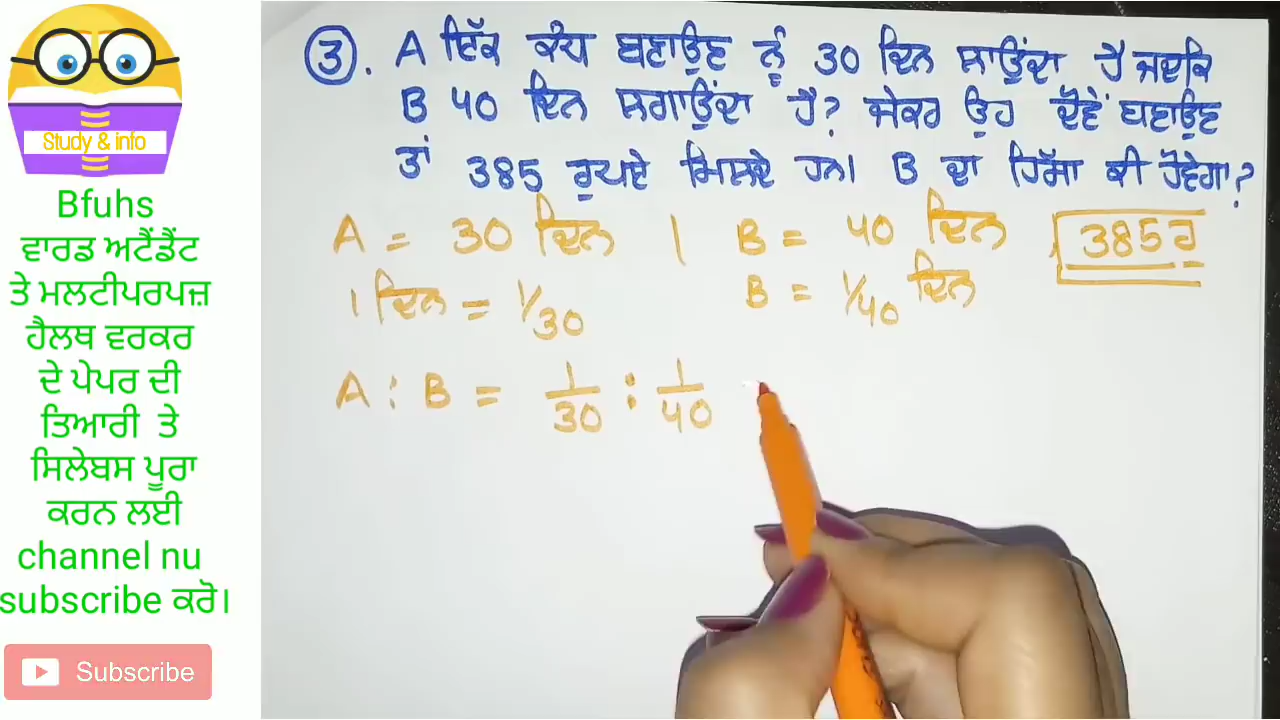 Study & info
Bfuhs
ਵਾਰਡ ਅਟੈਂਡੈਂਟ
ਤੇ ਮਲਟੀਪਰਪਜ਼
ਹੈਲਥ ਵਰਕਰ
ਦੇ ਪੇਪਰ ਦੀ
ਤਿਆਰੀ ਤੇ
ਸਿਲੇਬਸ ਪੂਰਾ
ਕਰਨ ਲਈ
channel nu
subscribe ਕਰੋ।
Subscribe
3. A ਇੱਕ ਕੰਧ ਬਣਾਉਣ ਨੂੰ 30 ਦਿਨ ਲਾਉਂਦਾ ਹੈ ਜਦਕਿ
B 40 ਦਿਨ ਲਗਾਉਂਦਾ ਹੈ? ਜੇਕਰ ਉਹ ਦੋਵੇਂ ਬਣਾਉਣ
ਤਾਂ 385 ਰੁਪਏ ਮਿਲਦੇ ਹਨ। B ਦਾ ਹਿੱਸਾ ਕੀ ਹੋਵੇਗਾ?
A = 30 ਦਿਨ | B = 40 ਦਿਨ 385ਰੁ
1 ਦਿਨ = 1/30 B = 1/40 ਦਿਨ
A : B = 1/30 : 1/40